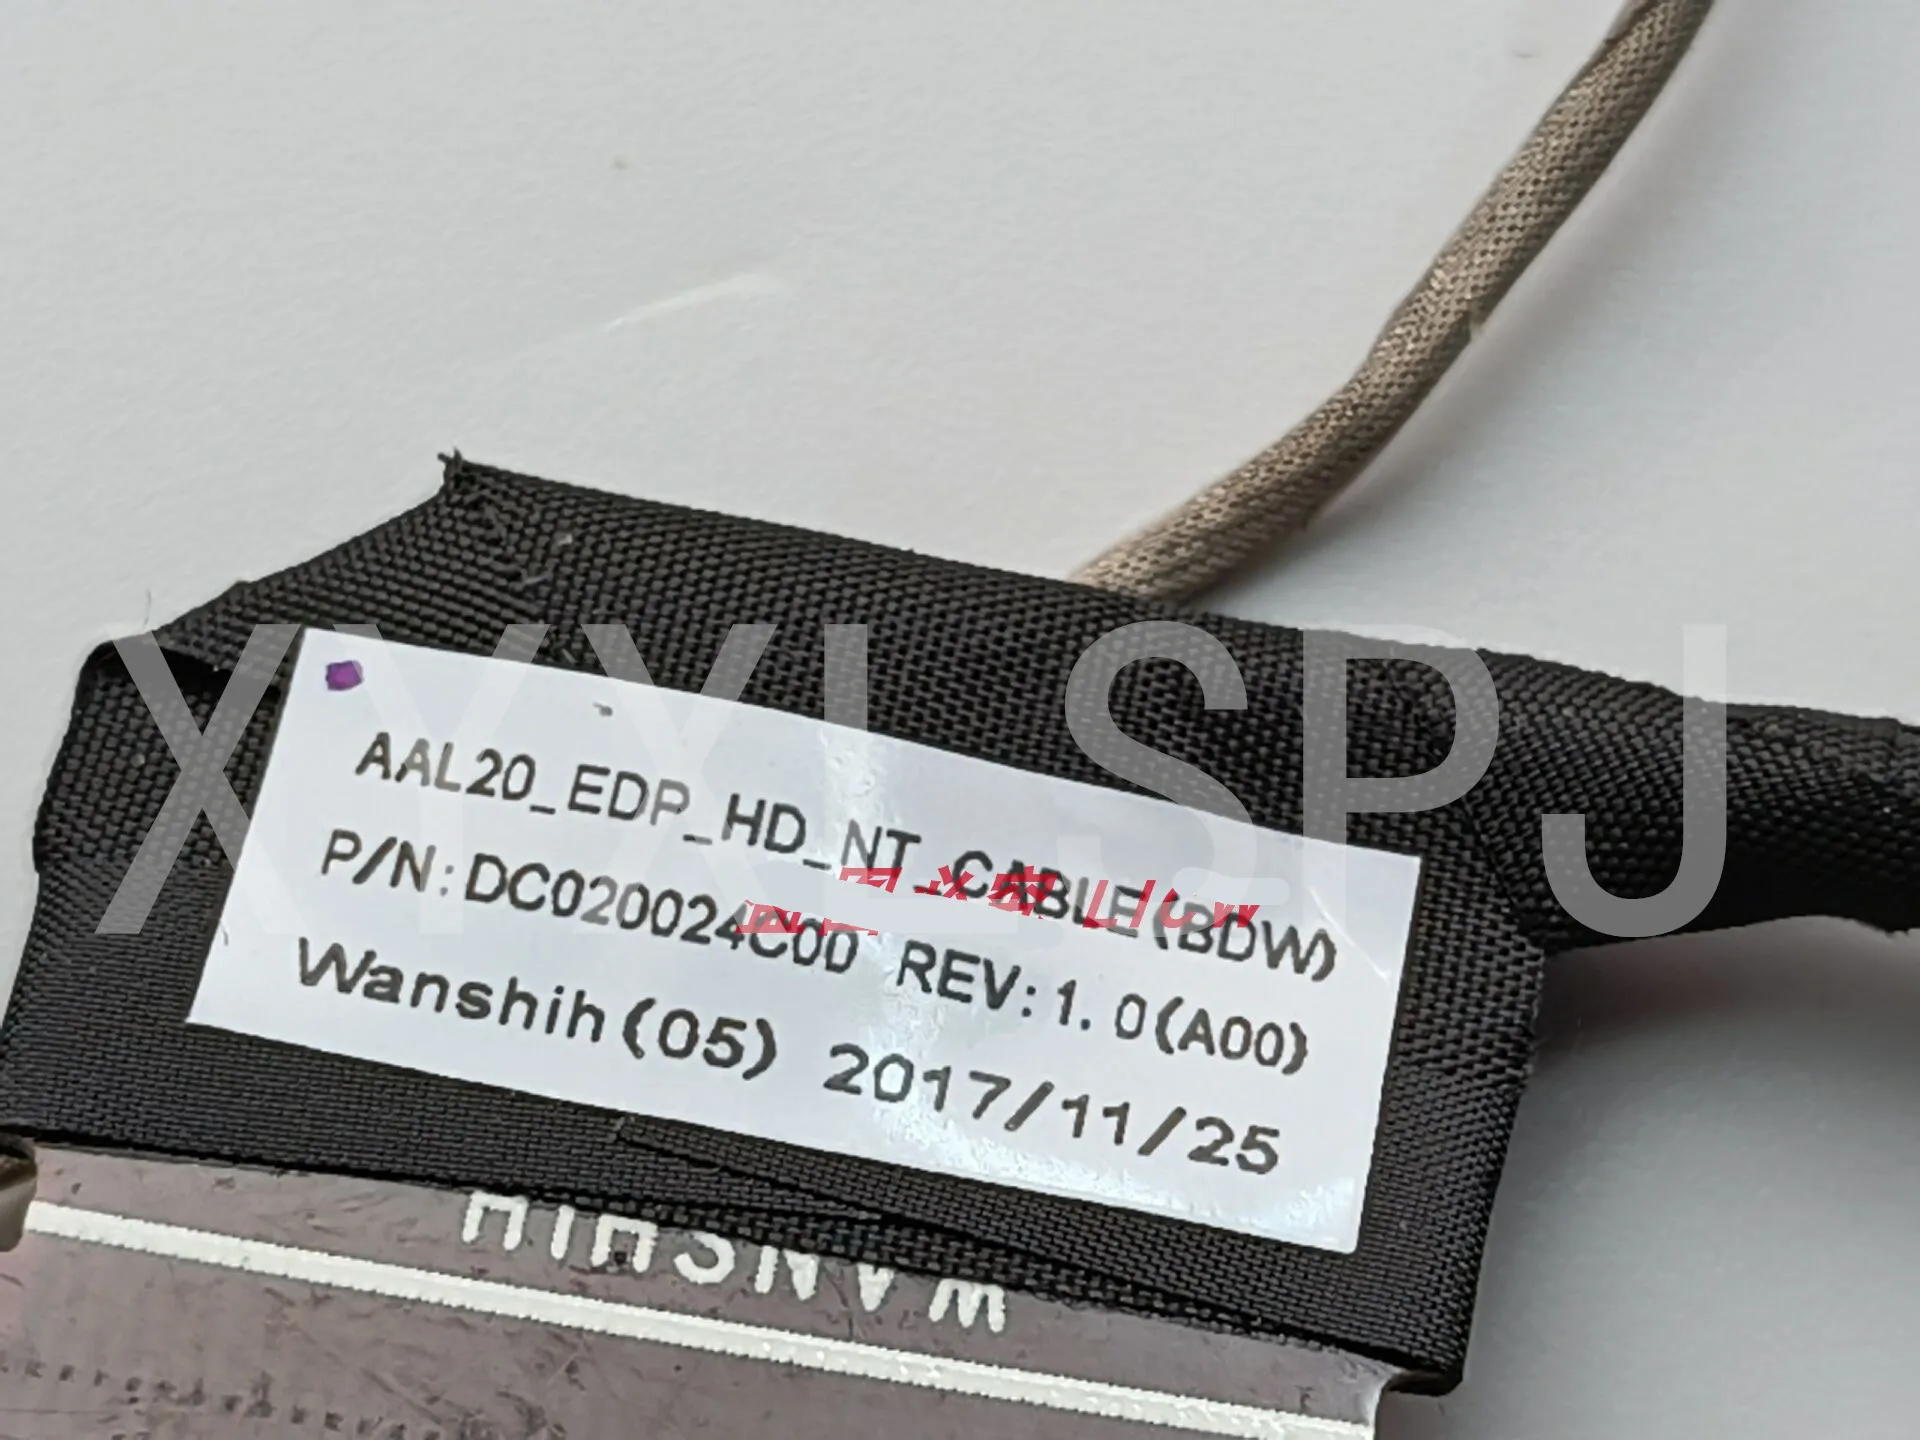 XYXLSPJ
AAL20_EDP_HD_NT_CABLE(BDW)
P/N:DC020024C00 REV:1.0(A00)
Wanshih(05) 2017/11/25
WANSHIH